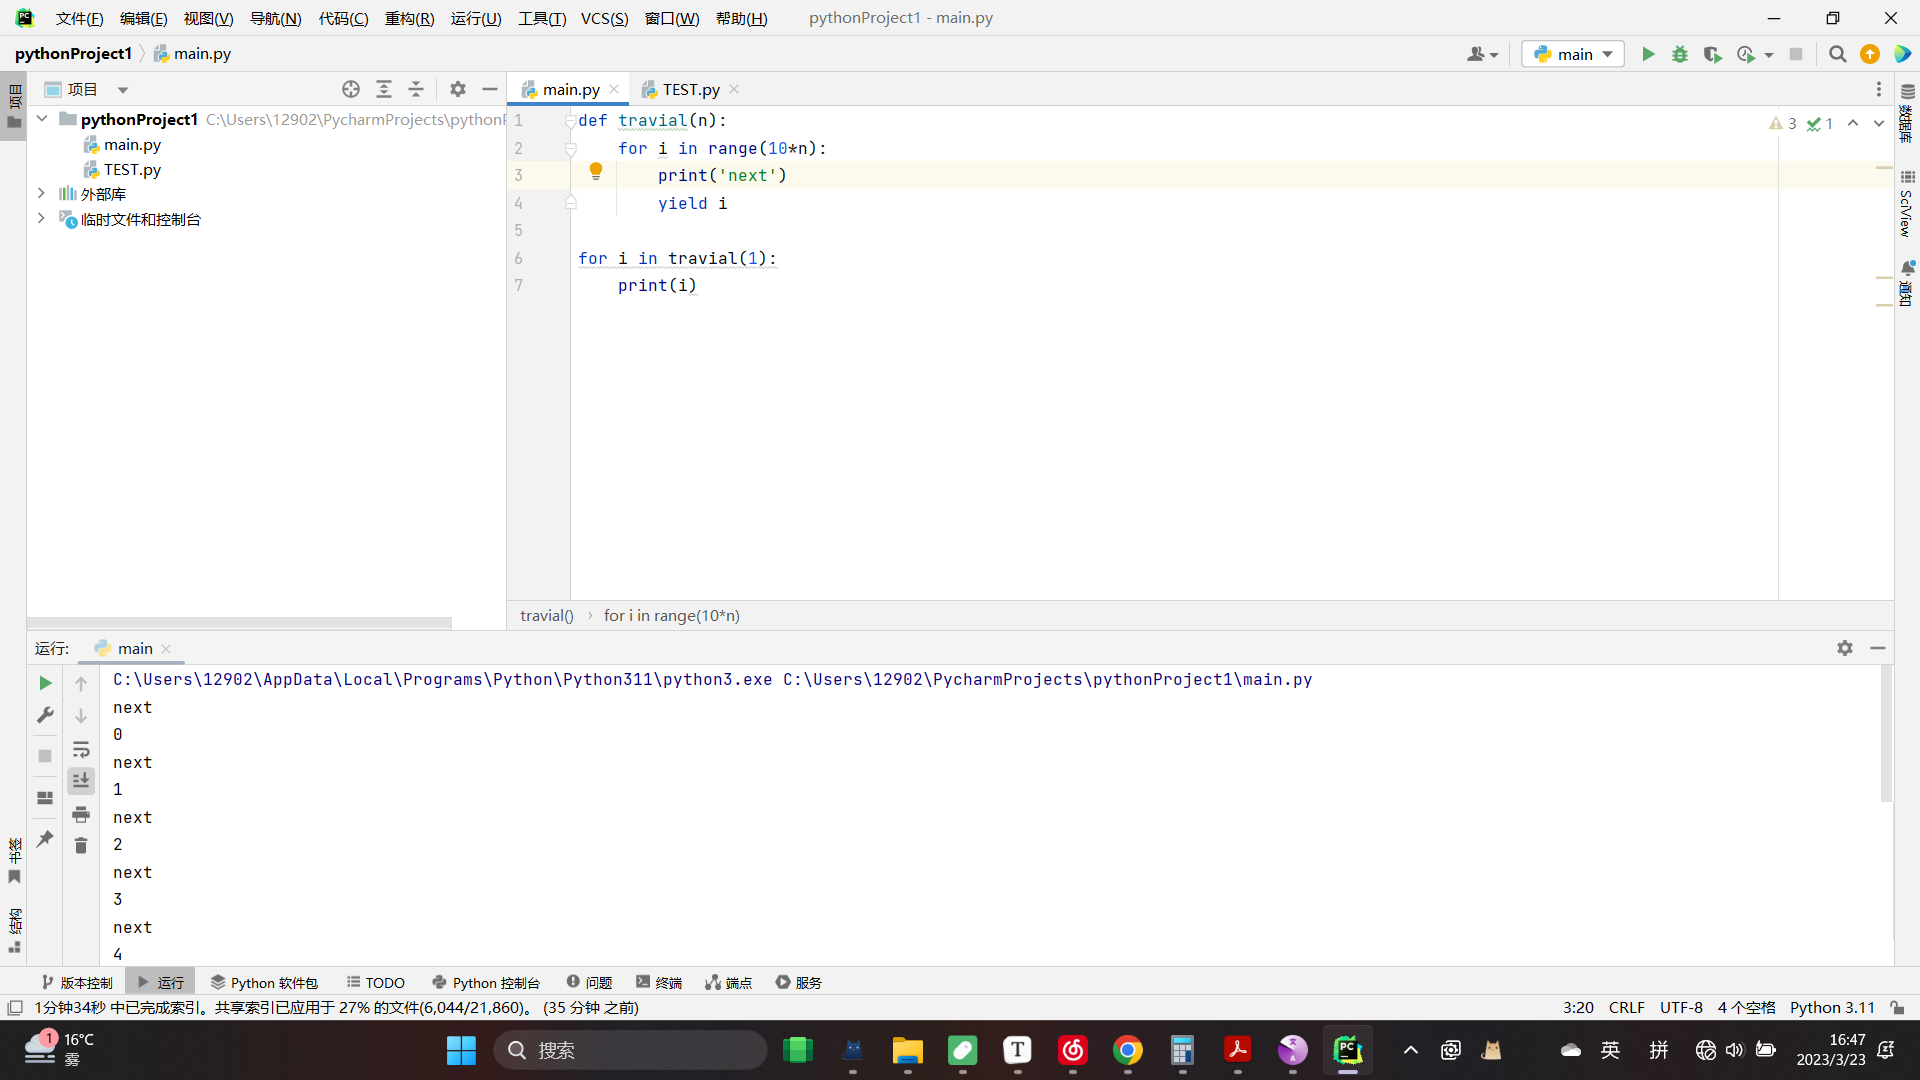 文件(F) 编辑(E) 视图(V) 导航(N) 代码(C) 重构(R) 运行(U) 工具(T) VCS(S) 窗口(W) 帮助(H) pythonProject1 - main.py
pythonProject1 main.py main
项目 main.py TEST.py
pythonProject1 C:\Users\12902\PycharmProjects\python
main.py
TEST.py
外部库
临时文件和控制台
项目
1 def travial(n):
2 for i in range(10*n):
3 print('next')
4 yield i
5
6 for i in travial(1):
7 print(i)
3 1
数据库
SciView
通知
travial() › for i in range(10*n)
运行: main
C:\Users\12902\AppData\Local\Programs\Python\Python311\python3.exe C:\Users\12902\PycharmProjects\pythonProject1\main.py
next
0
next
1
next
2
next
3
next
4
书签
结构
版本控制 运行 Python 软件包 TODO Python 控制台 问题 终端 端点 服务
1分钟34秒 中已完成索引。共享索引已应用于 27% 的文件(6,044/21,860)。 (35 分钟 之前) 3:20 CRLF UTF-8 4 个空格 Python 3.11
1 16°C
雾
搜索
T
PC
英 拼
16:47
2023/3/23